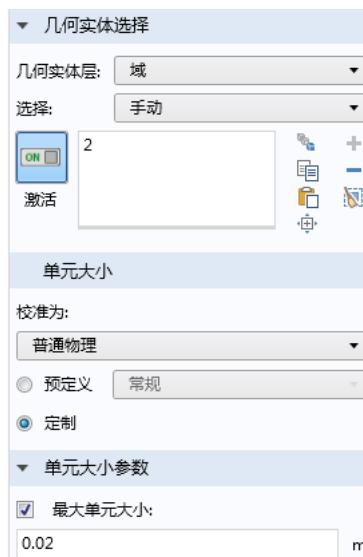 几何实体选择
几何实体层: 域
选择: 手动
2
ON
激活
单元大小
校准为:
普通物理
预定义 常规
定制
单元大小参数
最大单元大小:
0.02 m